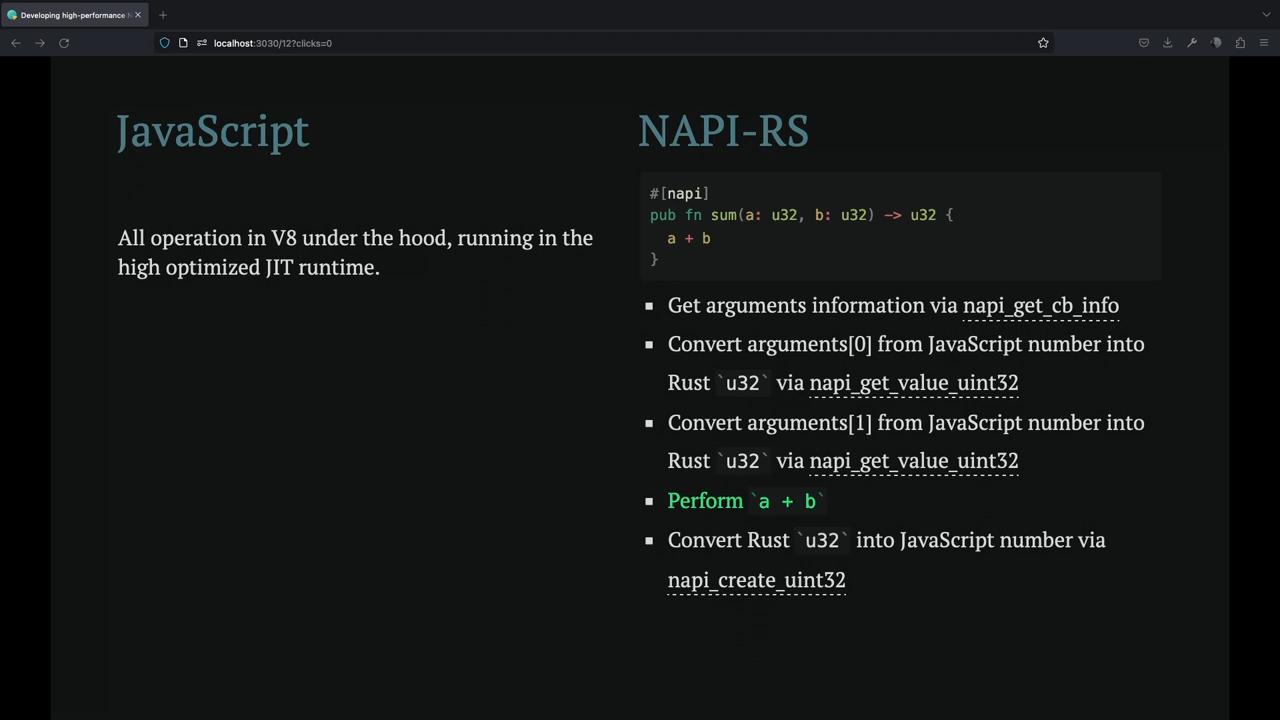 Developing high-performance N
localhost:3030/12?clicks=0
JavaScript
All operation in V8 under the hood, running in the
high optimized JIT runtime.
NAPI-RS
#[napi]
pub fn sum(a: u32, b: u32) -> u32 {
  a + b
}
▪ Get arguments information via napi_get_cb_info
▪ Convert arguments[0] from JavaScript number into
Rust `u32` via napi_get_value_uint32
▪ Convert arguments[1] from JavaScript number into
Rust `u32` via napi_get_value_uint32
▪ Perform `a + b`
▪ Convert Rust `u32` into JavaScript number via
napi_create_uint32